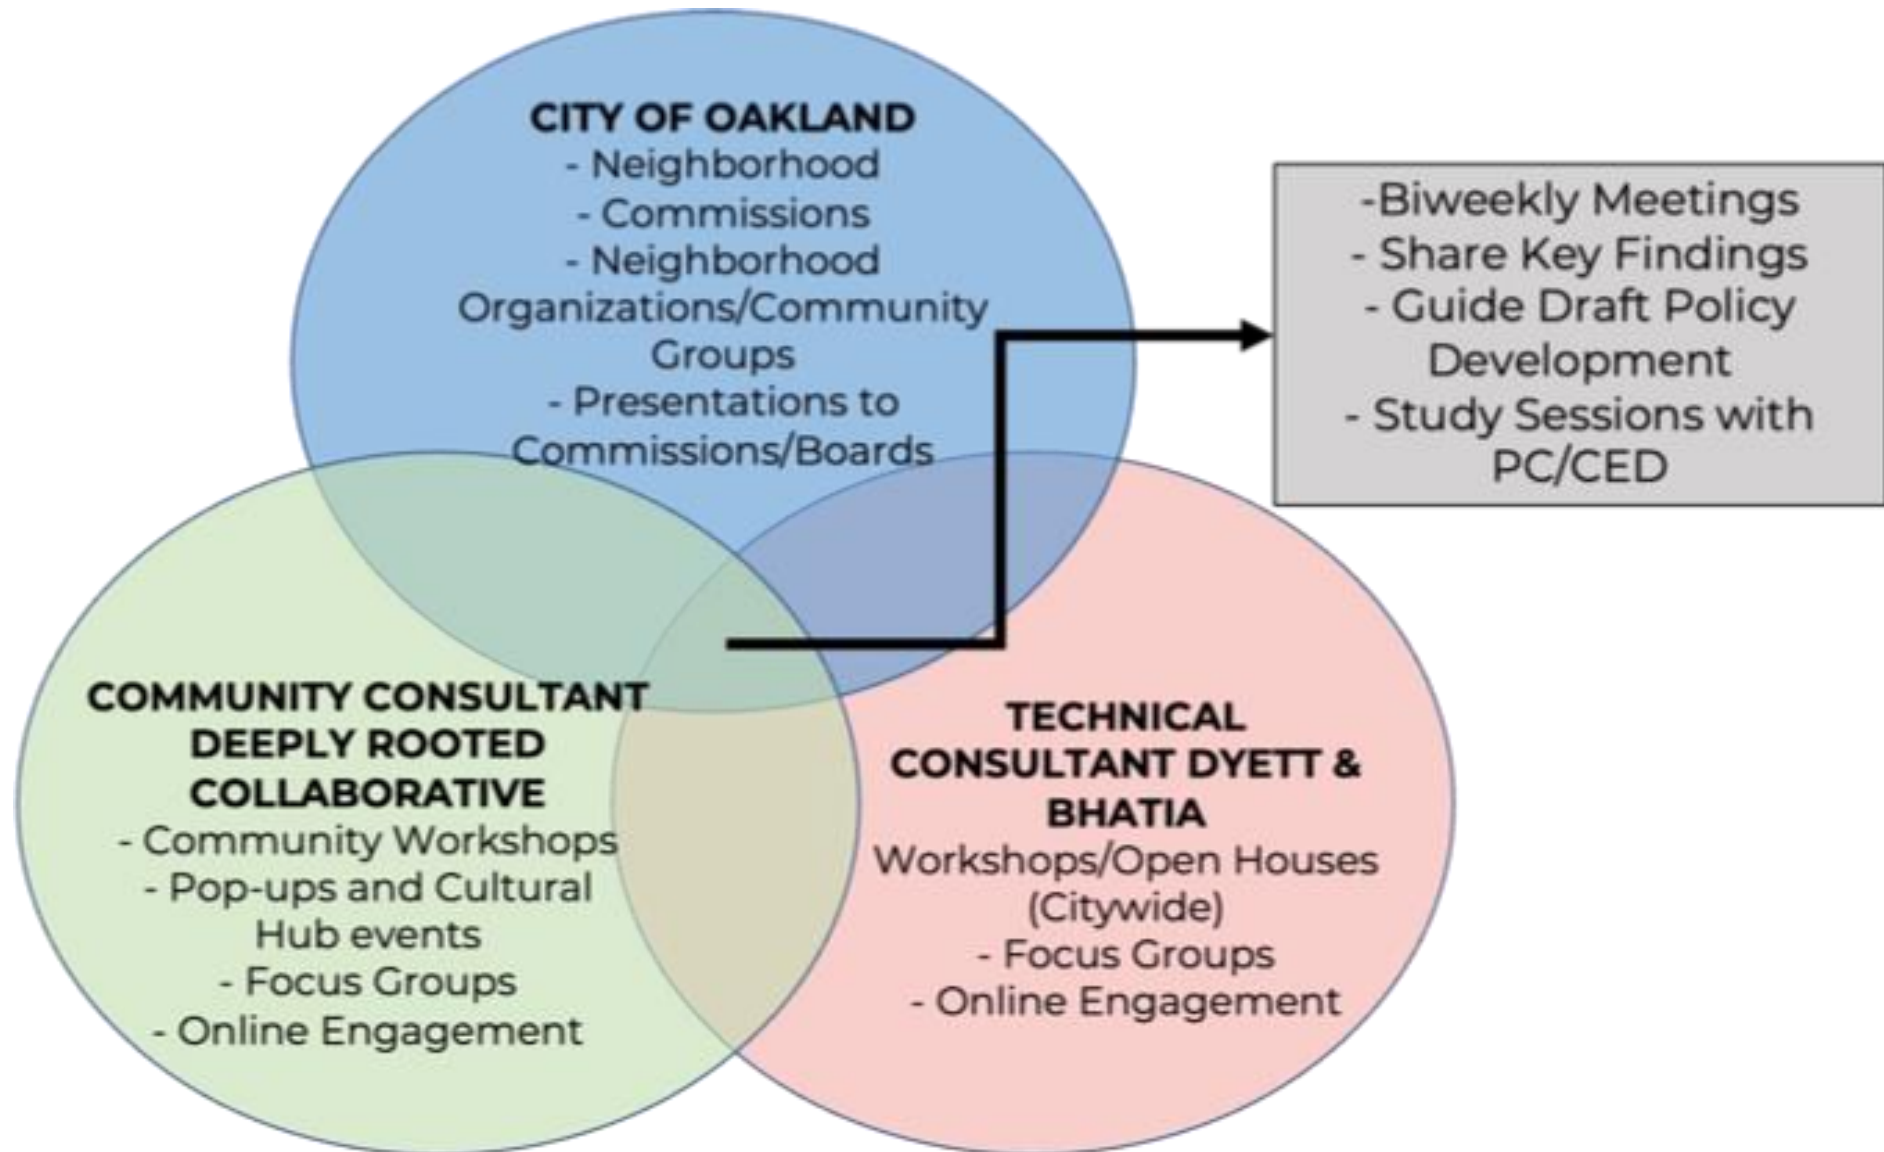 CITY OF OAKLAND
- Neighborhood
- Commissions
- Neighborhood
Organizations/Community
Groups
- Presentations to
Commissions/Boards
-Biweekly Meetings
- Share Key Findings
- Guide Draft Policy
Development
- Study Sessions with
PC/CED
COMMUNITY CONSULTANT
DEEPLY ROOTED
COLLABORATIVE
- Community Workshops
- Pop-ups and Cultural
Hub events
- Focus Groups
- Online Engagement
TECHNICAL
CONSULTANT DYETT &
BHATIA
Workshops/Open Houses
(Citywide)
- Focus Groups
- Online Engagement